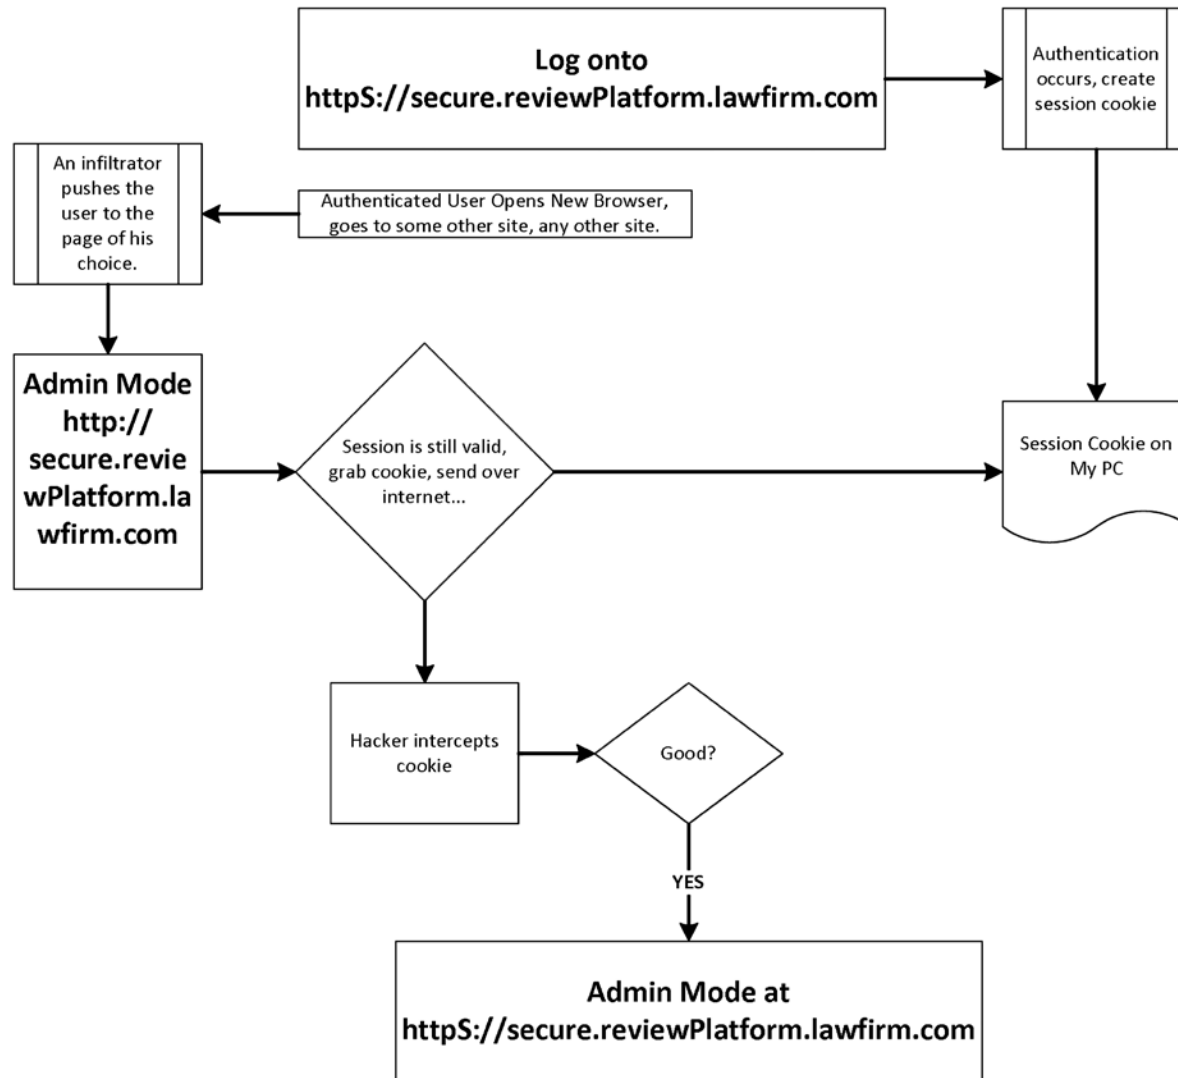 Log onto
httpS://secure.reviewPlatform.lawfirm.com
Authentication
occurs, create
session cookie
An infiltrator
pushes the
user to the
page of his
choice.
Authenticated User Opens New Browser,
goes to some other site, any other site.
Admin Mode
http://
secure.revie
wPlatform.la
wfirm.com
Session is still valid,
grab cookie, send over
internet...
Session Cookie on
My PC
Hacker intercepts
cookie
Good?
YES
Admin Mode at
httpS://secure.reviewPlatform.lawfirm.com